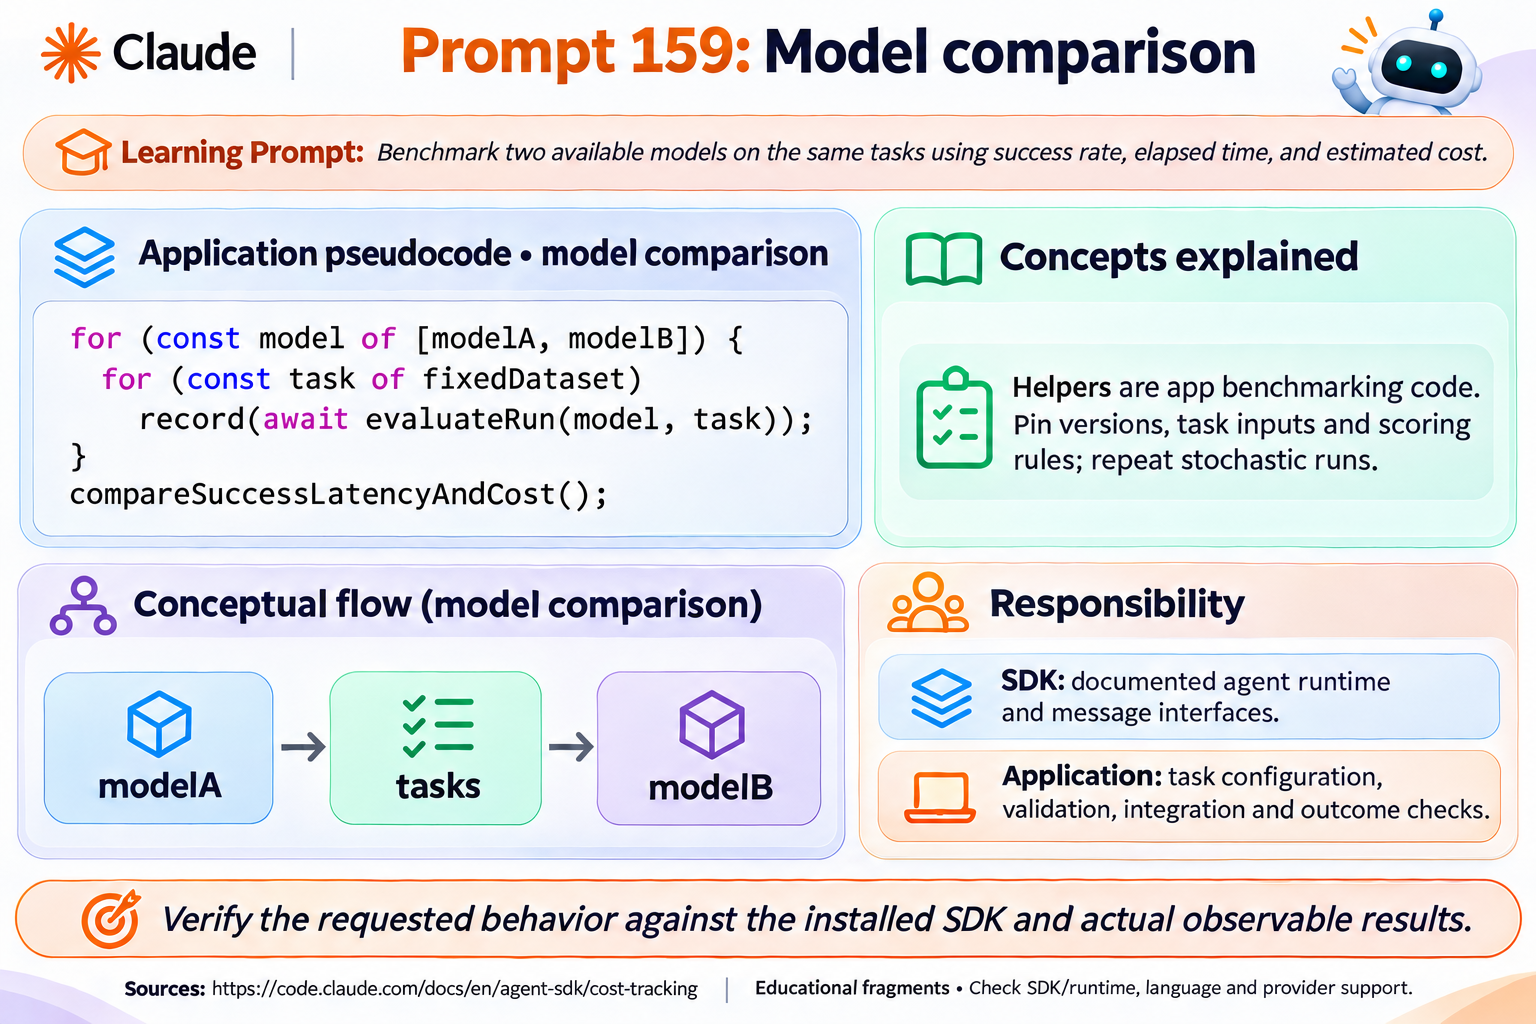 Claude
Prompt 159: Model comparison
Learning Prompt: Benchmark two available models on the same tasks using success rate, elapsed time, and estimated cost.
Application pseudocode • model comparison
for (const model of [modelA, modelB]) {
  for (const task of fixedDataset)
    record(await evaluateRun(model, task));
}
compareSuccessLatencyAndCost();
Concepts explained
Helpers are app benchmarking code.
Pin versions, task inputs and scoring
rules; repeat stochastic runs.
Conceptual flow (model comparison)
modelA
tasks
modelB
Responsibility
SDK: documented agent runtime
and message interfaces.
Application: task configuration,
validation, integration and outcome checks.
Verify the requested behavior against the installed SDK and actual observable results.
Sources: https://code.claude.com/docs/en/agent-sdk/cost-tracking
Educational fragments • Check SDK/runtime, language and provider support.